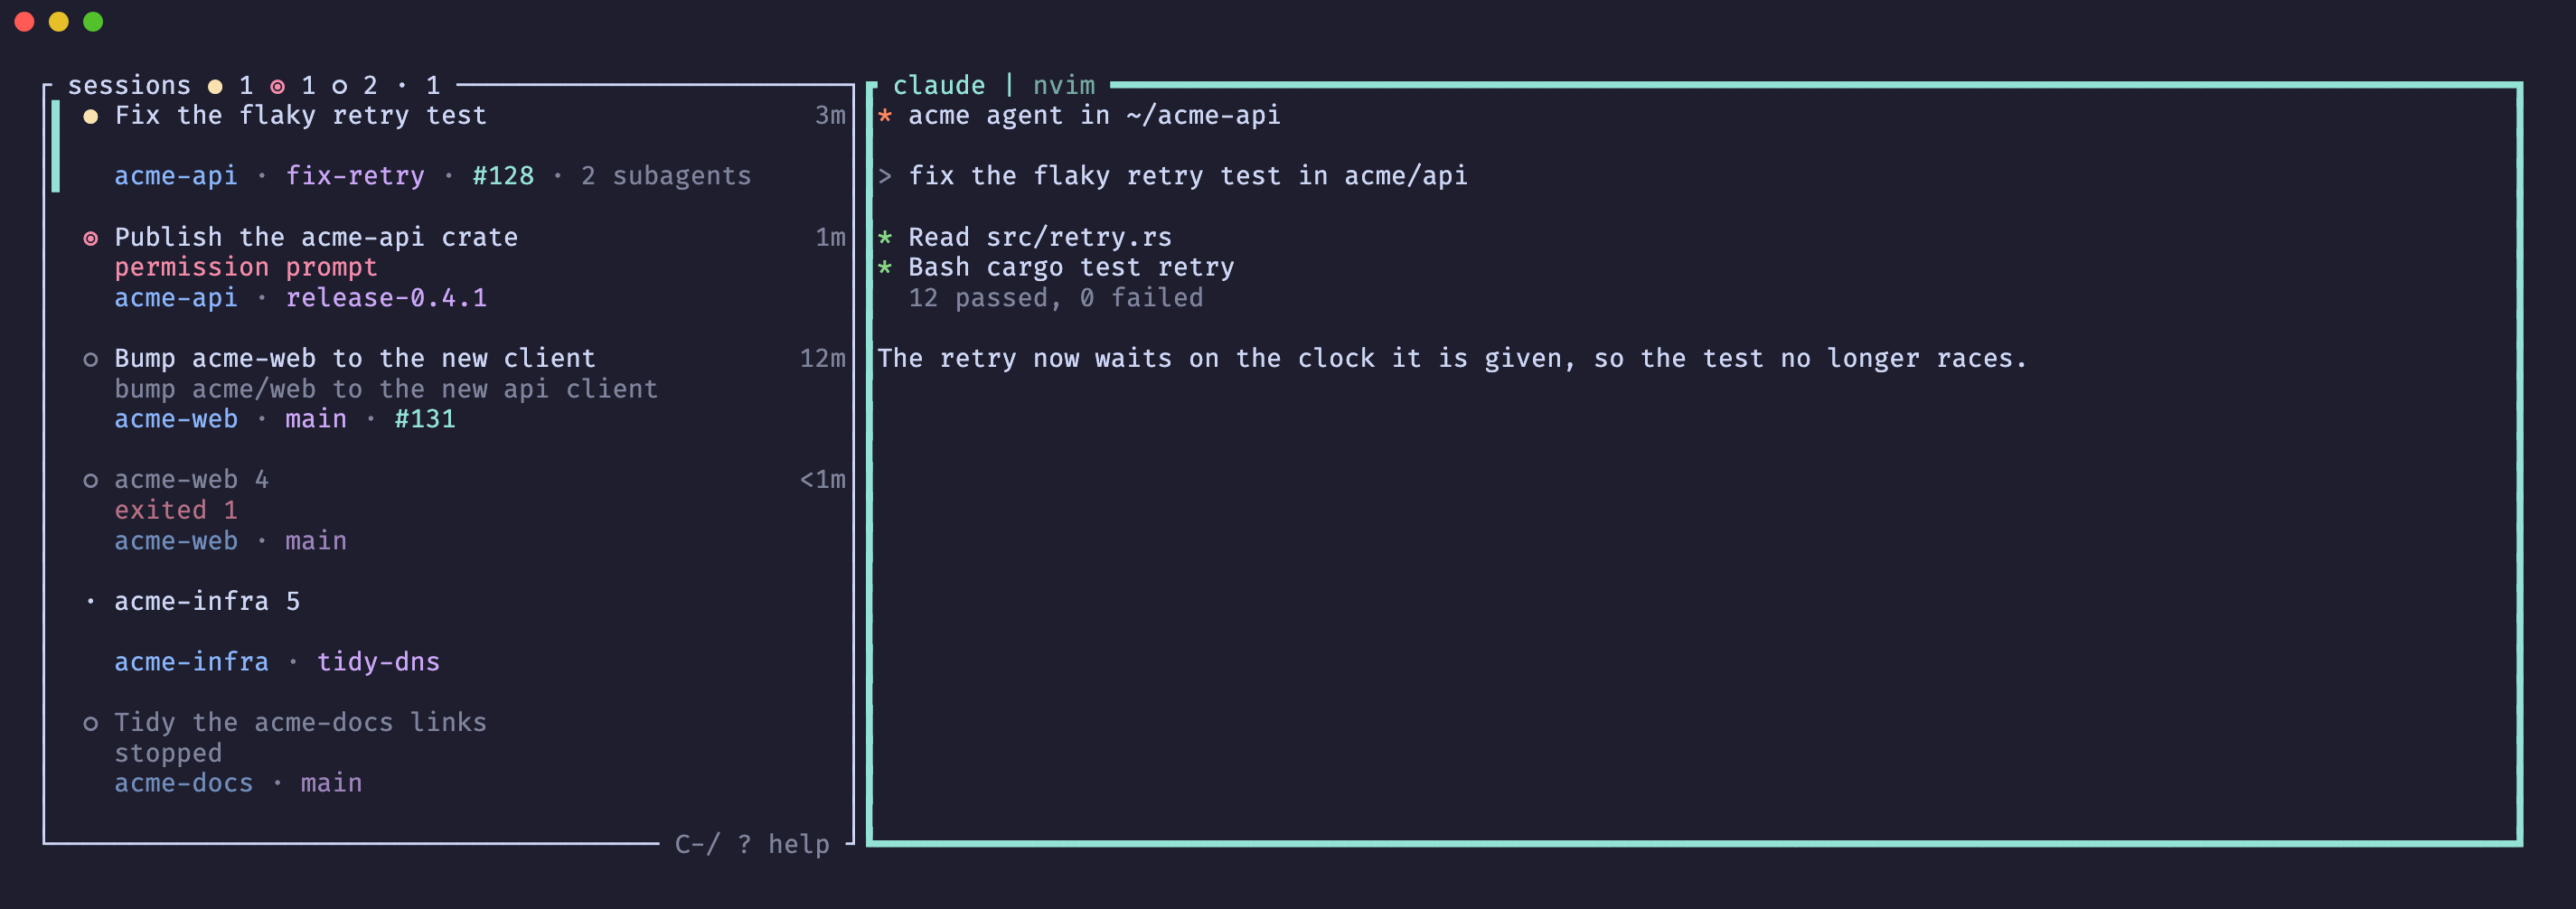 sessions ● 1 ◉ 1 ○ 2 · 1
● Fix the flaky retry test 3m
acme-api · fix-retry · #128 · 2 subagents
◉ Publish the acme-api crate 1m
permission prompt
acme-api · release-0.4.1
○ Bump acme-web to the new client 12m
bump acme/web to the new api client
acme-web · main · #131
○ acme-web 4 <1m
exited 1
acme-web · main
· acme-infra 5
acme-infra · tidy-dns
○ Tidy the acme-docs links
stopped
acme-docs · main
C-/ ? help
claude | nvim
* acme agent in ~/acme-api
> fix the flaky retry test in acme/api
* Read src/retry.rs
* Bash cargo test retry
12 passed, 0 failed
The retry now waits on the clock it is given, so the test no longer races.